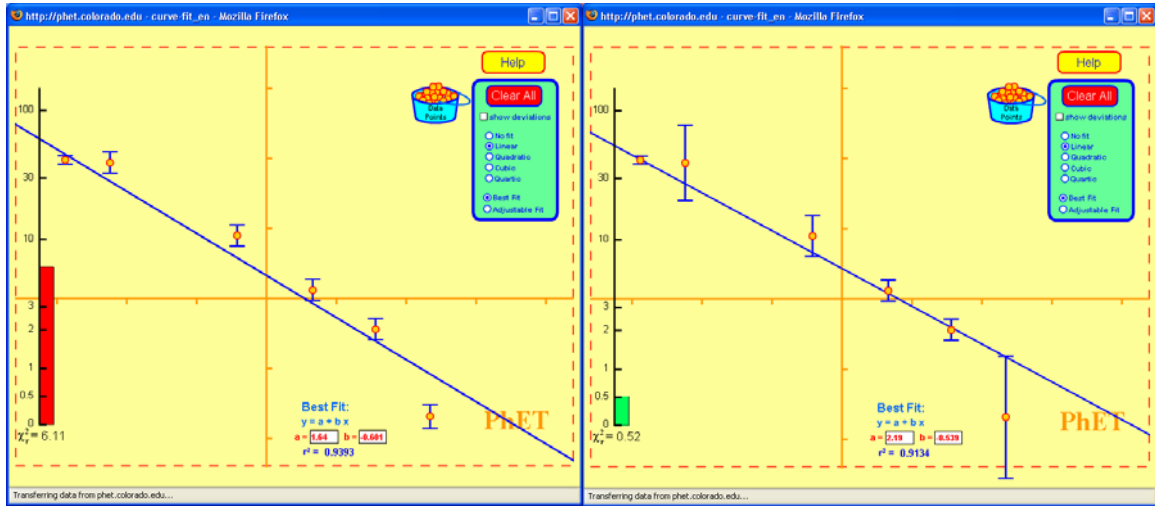 http://phet.colorado.edu - curve-fit_en - Mozilla Firefox
Help
Data
Points
Clear All
show deviations
No fit
Linear
Quadratic
Cubic
Quartic
Best Fit
Adjustable Fit
100
30
10
3
2
1
0.5
0
χ²r = 6.11
Best Fit:
y = a + b x
a = 1.64 b = -0.601
r² = 0.9393
PhET
Transferring data from phet.colorado.edu...
http://phet.colorado.edu - curve-fit_en - Mozilla Firefox
Help
Data
Points
Clear All
show deviations
No fit
Linear
Quadratic
Cubic
Quartic
Best Fit
Adjustable Fit
100
30
10
3
2
1
0.5
0
χ²r = 0.52
Best Fit:
y = a + b x
a = 2.19 b = -0.539
r² = 0.9134
PhET
Transferring data from phet.colorado.edu...